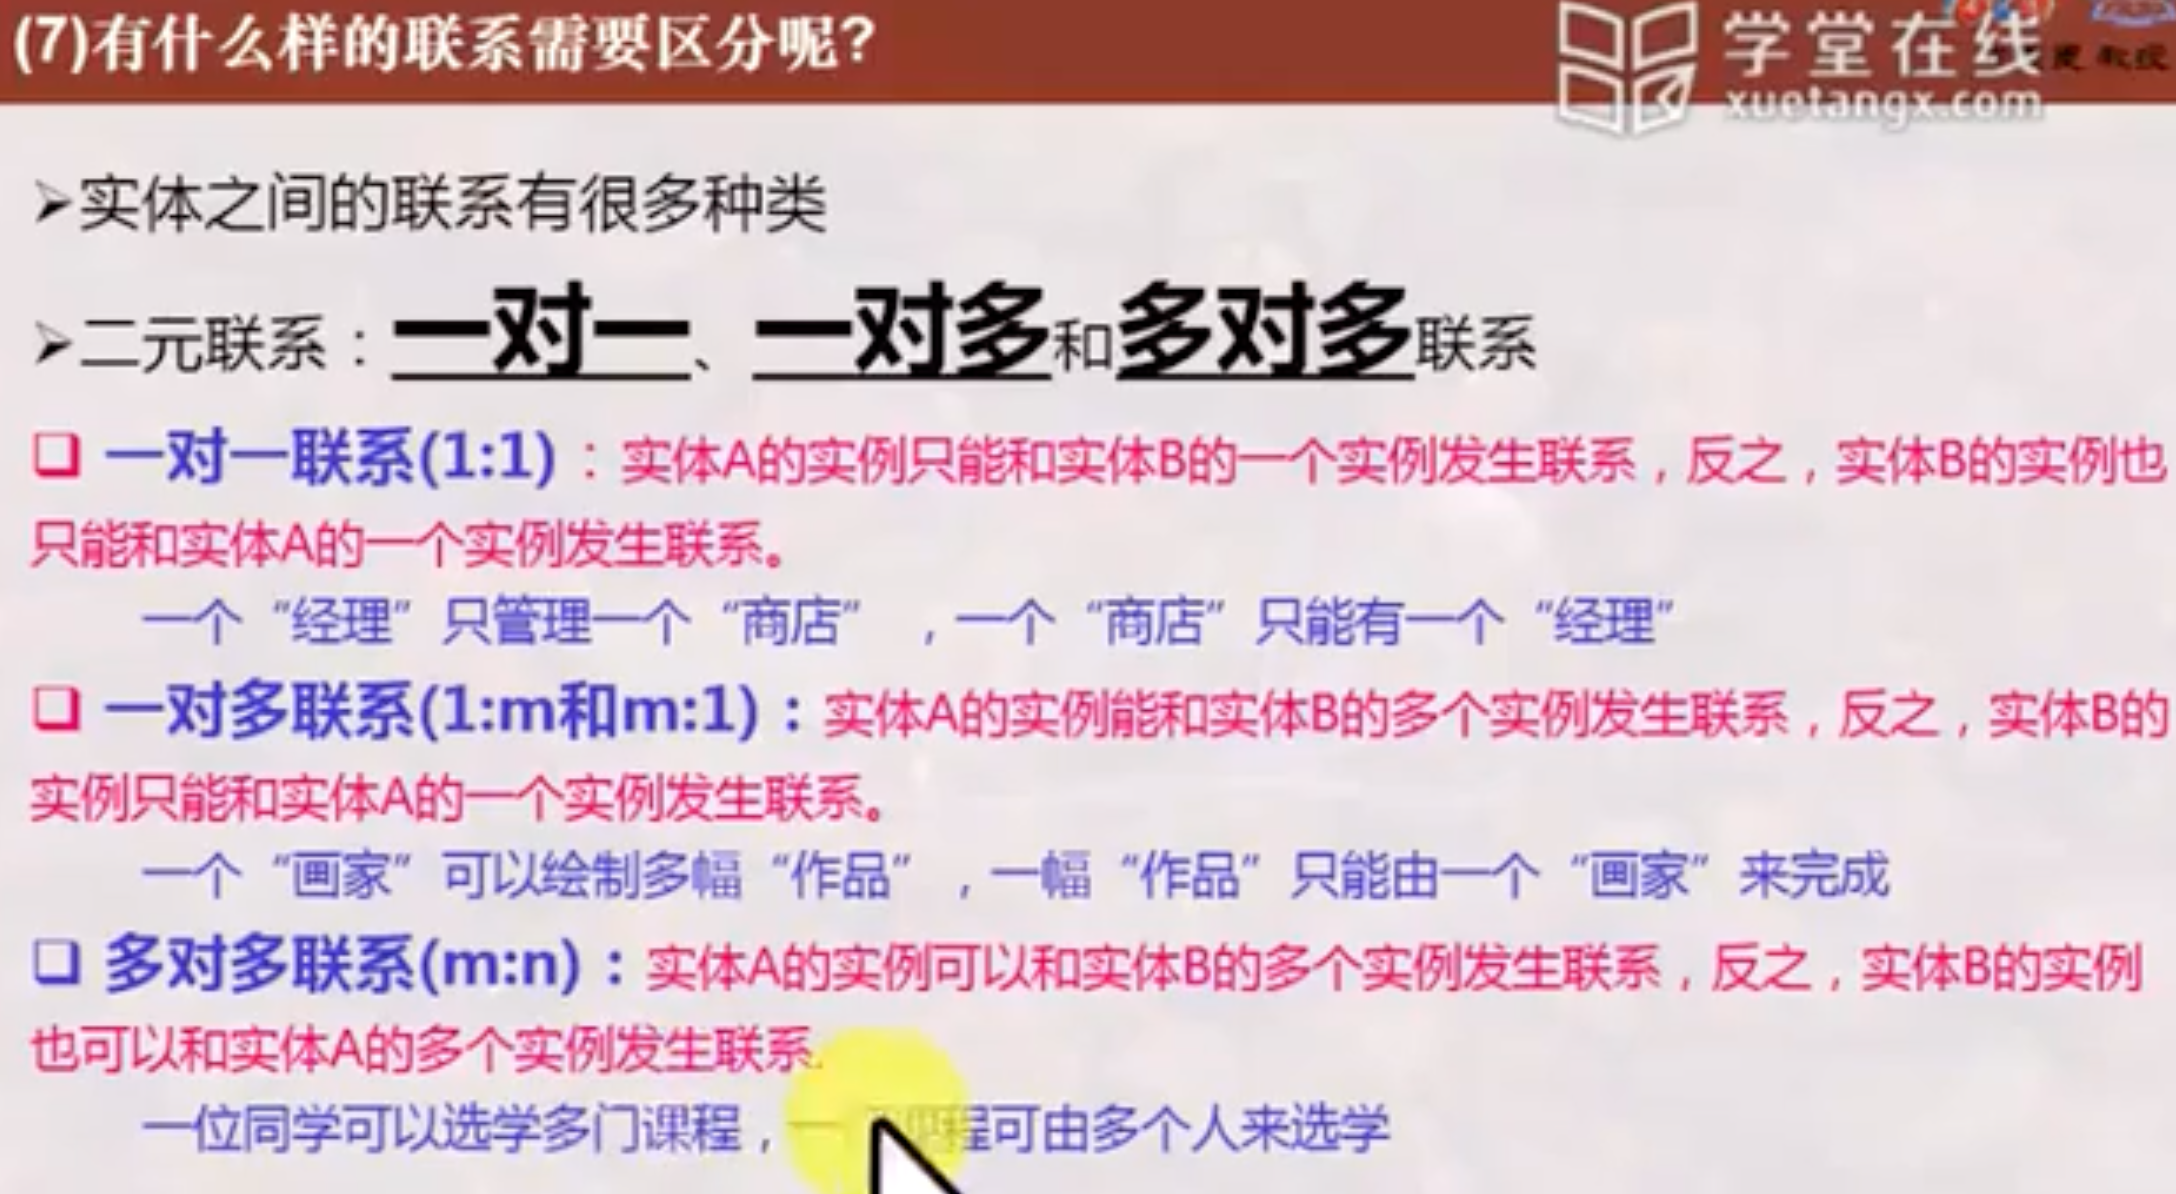 (7)有什么样的联系需要区分呢?
学堂在线
xuetangx.com
教授
➢实体之间的联系有很多种类
➢二元联系：一对一、一对多和多对多联系
❑ 一对一联系(1:1)：实体A的实例只能和实体B的一个实例发生联系，反之，实体B的实例也
只能和实体A的一个实例发生联系。
一个“经理”只管理一个“商店”，一个“商店”只能有一个“经理”
❑ 一对多联系(1:m和m:1)：实体A的实例能和实体B的多个实例发生联系，反之，实体B的
实例只能和实体A的一个实例发生联系。
一个“画家”可以绘制多幅“作品”，一幅“作品”只能由一个“画家”来完成
❑ 多对多联系(m:n)：实体A的实例可以和实体B的多个实例发生联系，反之，实体B的实例
也可以和实体A的多个实例发生联系.
一位同学可以选学多门课程，一 课程可由多个人来选学